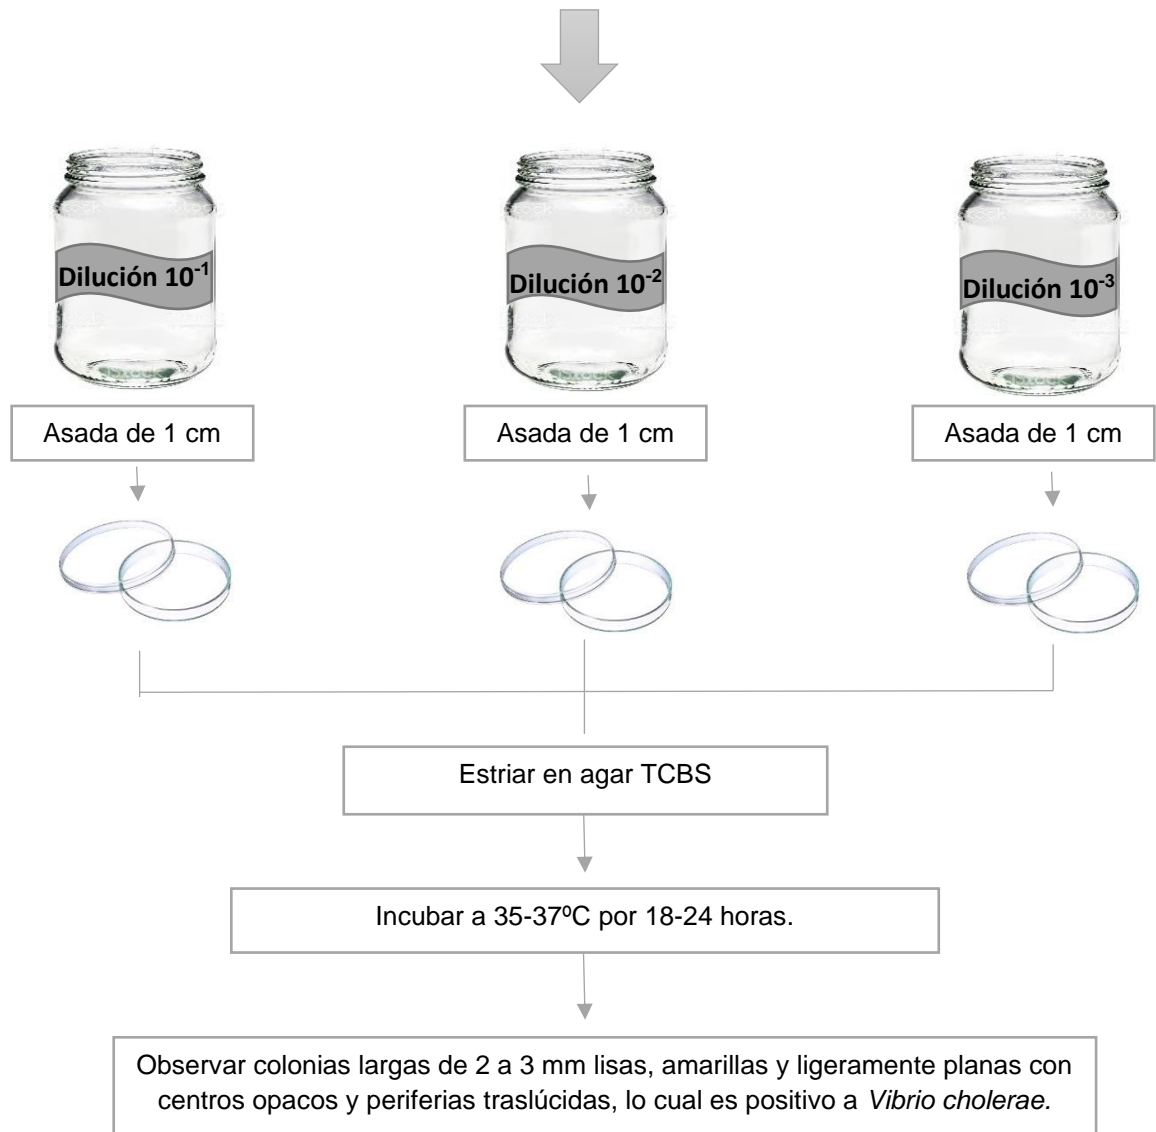 Dilución 10⁻¹
Dilución 10⁻²
Dilución 10⁻³
Asada de 1 cm
Asada de 1 cm
Asada de 1 cm
Estriar en agar TCBS
Incubar a 35-37ºC por 18-24 horas.
Observar colonias largas de 2 a 3 mm lisas, amarillas y ligeramente planas con
centros opacos y periferias traslúcidas, lo cual es positivo a Vibrio cholerae.